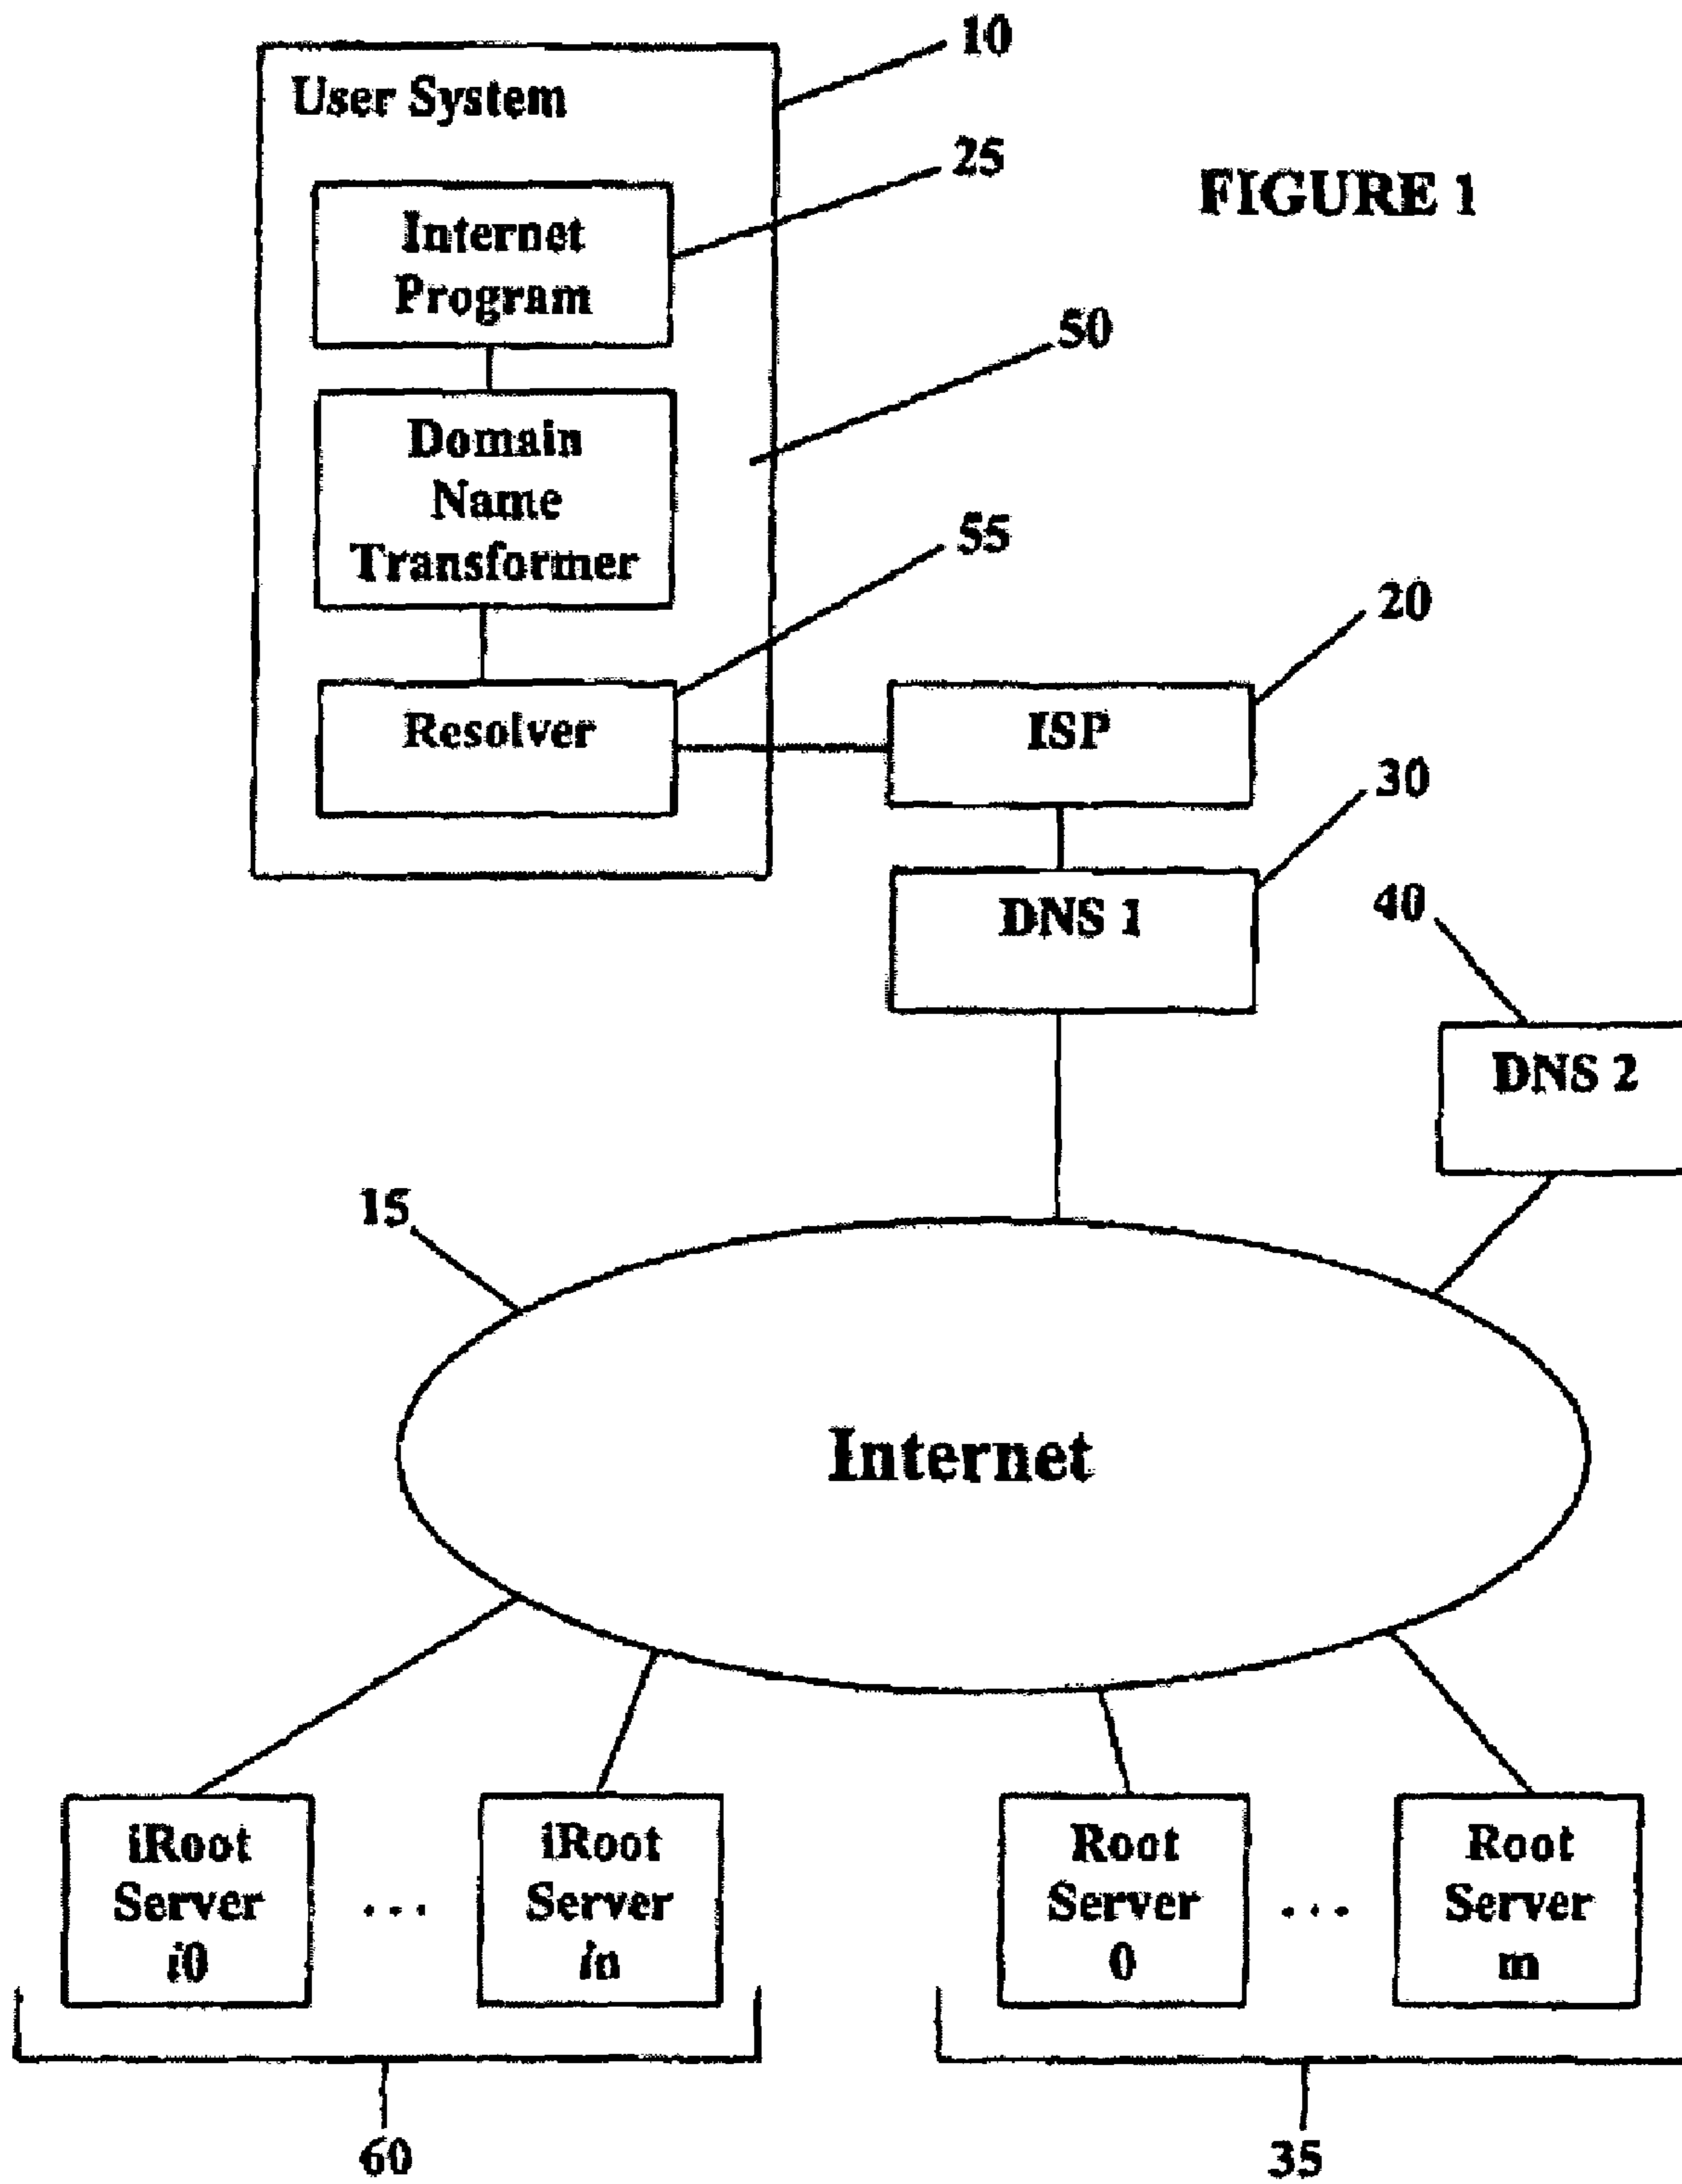 10
User System
25
FIGURE 1
Internet
Program
50
Domain
Name
Transformer
55
20
Resolver
ISP
30
DNS 1
40
DNS 2
15
Internet
iRoot
Server
i0
...
iRoot
Server
in
Root
Server
0
...
Root
Server
m
60
35